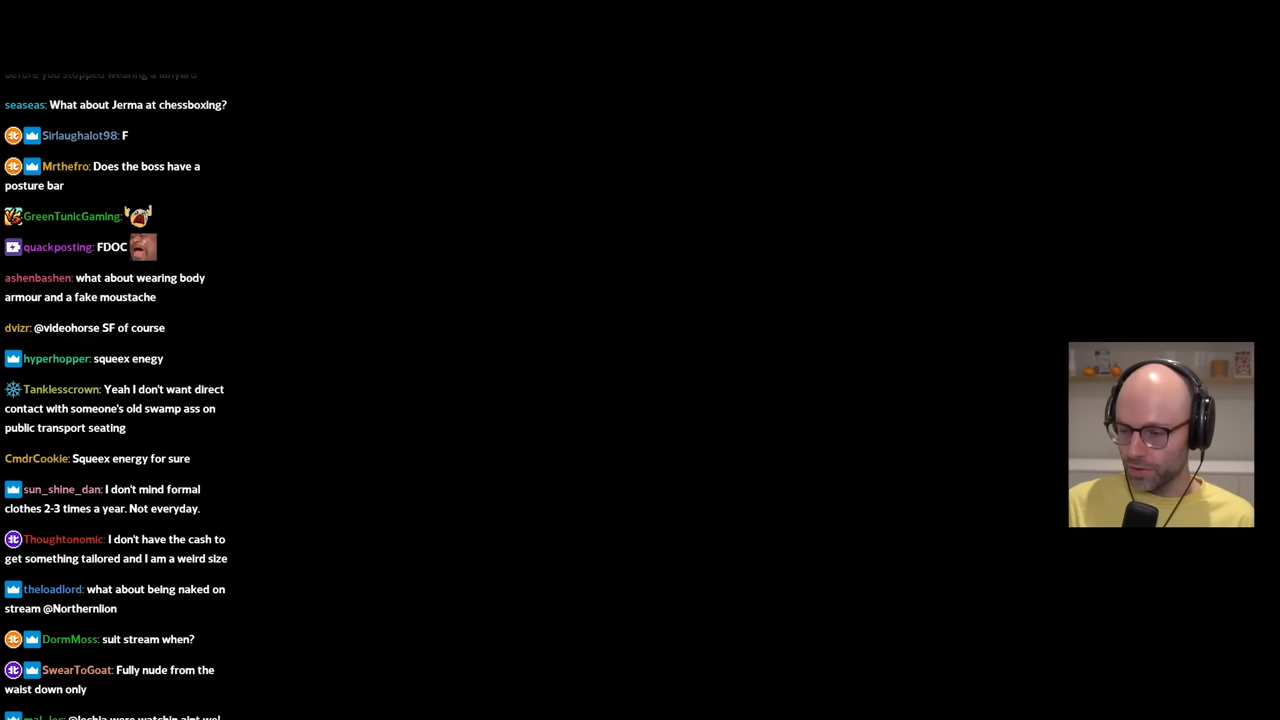 before you stopped wearing a lanyard
seaseas: What about Jerma at chessboxing?
Sirlaughalot98: F
Mrthefro: Does the boss have a
posture bar
GreenTunicGaming:
quackposting: FDOC
ashenbashen: what about wearing body
armour and a fake moustache
dvizr: @videohorse SF of course
hyperhopper: squeex enegy
Tanklesscrown: Yeah I don't want direct
contact with someone's old swamp ass on
public transport seating
CmdrCookie: Squeex energy for sure
sun_shine_dan: I don't mind formal
clothes 2-3 times a year. Not everyday.
Thoughtonomic: I don't have the cash to
get something tailored and I am a weird size
theloadlord: what about being naked on
stream @Northernlion
DormMoss: suit stream when?
SwearToGoat: Fully nude from the
waist down only